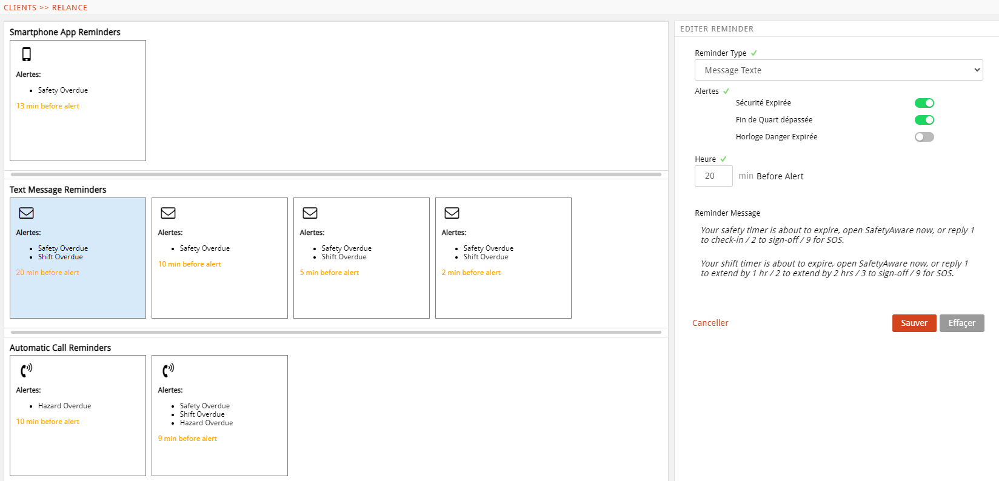 CLIENTS >> RELANCE
Smartphone App Reminders
Alertes:
Safety Overdue
13 min before alert
Text Message Reminders
Alertes:
Safety Overdue
Shift Overdue
20 min before alert
Alertes:
Safety Overdue
10 min before alert
Alertes:
Safety Overdue
Shift Overdue
5 min before alert
Alertes:
Safety Overdue
Shift Overdue
2 min before alert
Automatic Call Reminders
Alertes:
Hazard Overdue
10 min before alert
Alertes:
Safety Overdue
Shift Overdue
Hazard Overdue
9 min before alert
EDITER REMINDER
Reminder Type
Message Texte
Alertes
Sécurité Expirée
Fin de Quart dépassée
Horloge Danger Expirée
Heure
20 min Before Alert
Reminder Message
Your safety timer is about to expire, open SafetyAware now, or reply 1
to check-in / 2 to sign-off / 9 for SOS.
Your shift timer is about to expire, open SafetyAware now, or reply 1
to extend by 1 hr / 2 to extend by 2 hrs / 3 to sign-off / 9 for SOS.
Canceller
Sauver
Effaçer